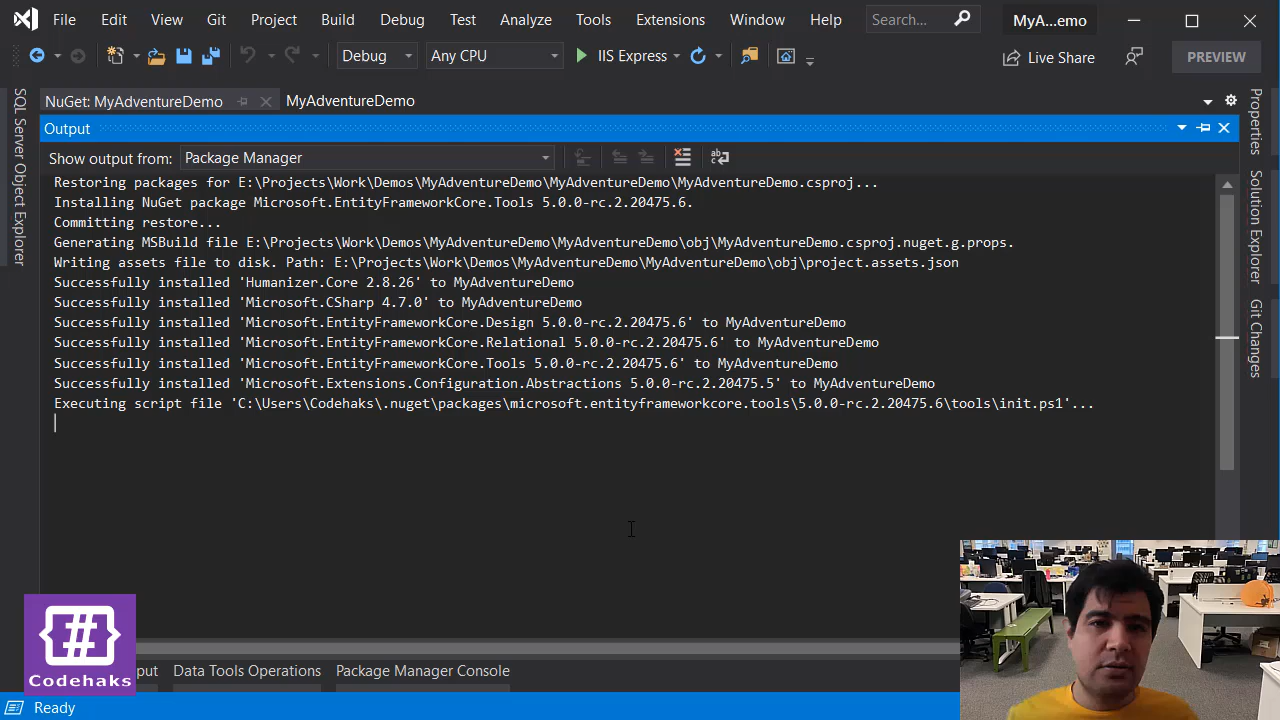 File Edit View Git Project Build Debug Test Analyze Tools Extensions Window Help Search... MyA...emo
Debug Any CPU IIS Express Live Share PREVIEW
NuGet: MyAdventureDemo MyAdventureDemo
Output
Show output from: Package Manager
Restoring packages for E:\Projects\Work\Demos\MyAdventureDemo\MyAdventureDemo\MyAdventureDemo.csproj...
Installing NuGet package Microsoft.EntityFrameworkCore.Tools 5.0.0-rc.2.20475.6.
Committing restore...
Generating MSBuild file E:\Projects\Work\Demos\MyAdventureDemo\MyAdventureDemo\obj\MyAdventureDemo.csproj.nuget.g.props.
Writing assets file to disk. Path: E:\Projects\Work\Demos\MyAdventureDemo\MyAdventureDemo\obj\project.assets.json
Successfully installed 'Humanizer.Core 2.8.26' to MyAdventureDemo
Successfully installed 'Microsoft.CSharp 4.7.0' to MyAdventureDemo
Successfully installed 'Microsoft.EntityFrameworkCore.Design 5.0.0-rc.2.20475.6' to MyAdventureDemo
Successfully installed 'Microsoft.EntityFrameworkCore.Relational 5.0.0-rc.2.20475.6' to MyAdventureDemo
Successfully installed 'Microsoft.EntityFrameworkCore.Tools 5.0.0-rc.2.20475.6' to MyAdventureDemo
Successfully installed 'Microsoft.Extensions.Configuration.Abstractions 5.0.0-rc.2.20475.5' to MyAdventureDemo
Executing script file 'C:\Users\Codehaks\.nuget\packages\microsoft.entityframeworkcore.tools\5.0.0-rc.2.20475.6\tools\init.ps1'...
SQL Server Object Explorer
Properties
Solution Explorer
Git Changes
{#}
Codehaks
put Data Tools Operations Package Manager Console
Ready